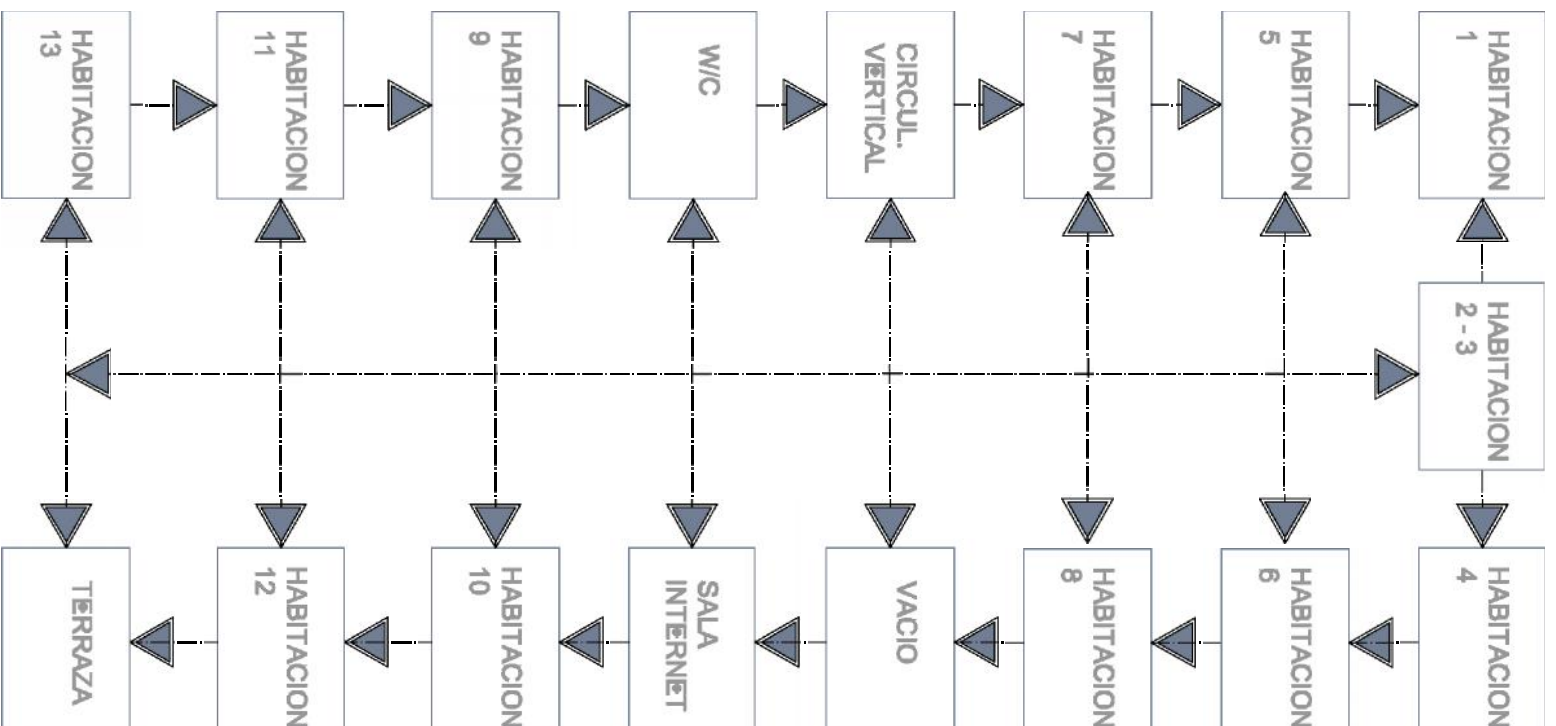 HABITACION
13
HABITACION
11
HABITACION
9
W/C
CIRCUL.
VERTICAL
HABITACION
7
HABITACION
5
HABITACION
1
HABITACION
2 - 3
TERRAZA
HABITACION
12
HABITACION
10
SALA
INTERNET
VACIO
HABITACION
8
HABITACION
6
HABITACION
4